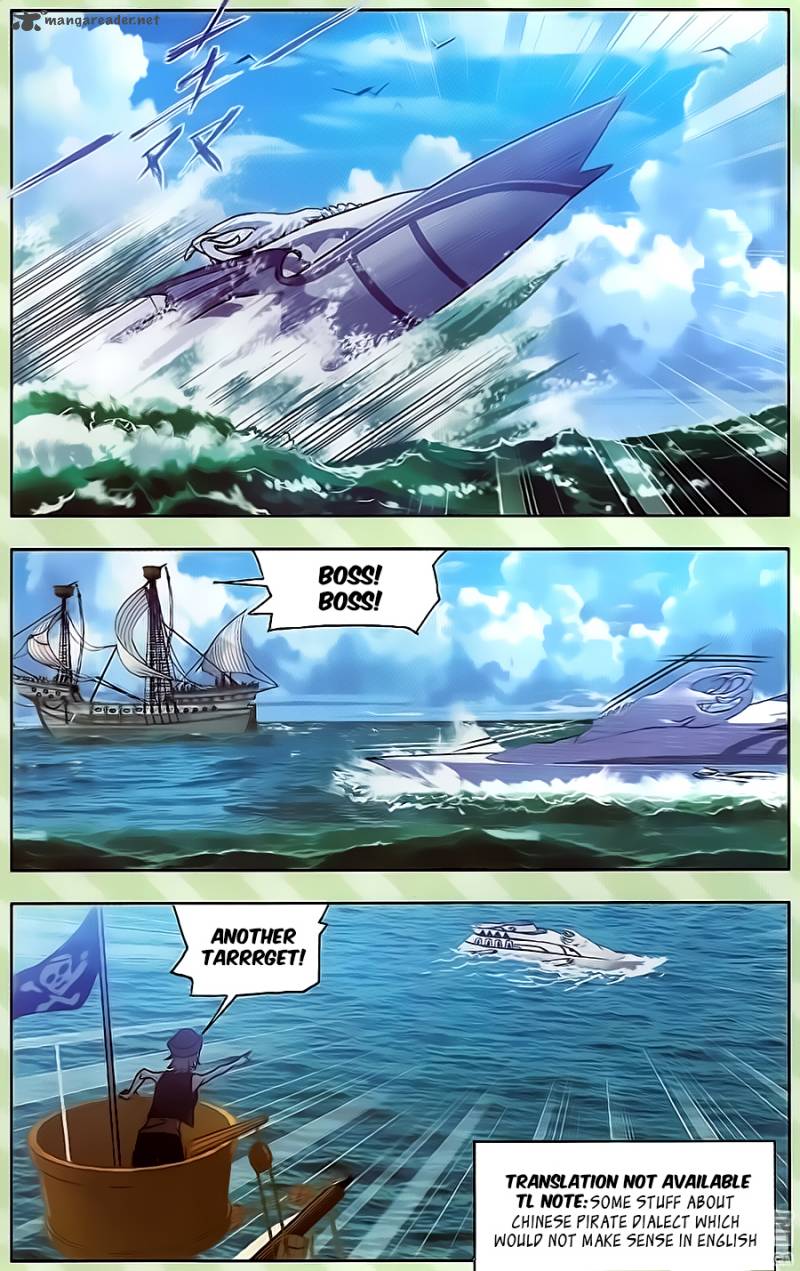 mangareader.net
BOSS!
BOSS!
ANOTHER
TARRRGET!
TRANSLATION NOT AVAILABLE
TL NOTE: SOME STUFF ABOUT
CHINESE PIRATE DIALECT WHICH
WOULD NOT MAKE SENSE IN ENGLISH